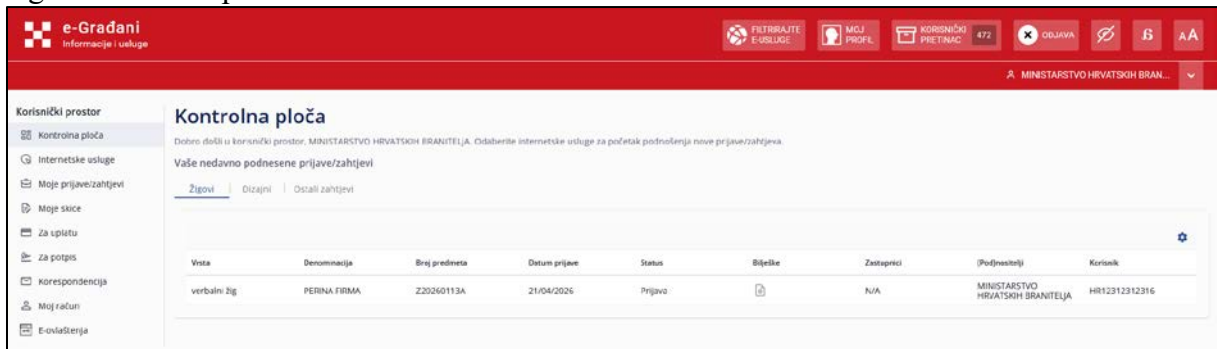 e-Građani
Informacije i usluge
FILTRIRAJTE
E-USLUGE
MOJ
PROFIL
KORISNIČKI
PRETINAC
472
ODJAVA
AA
MINISTARSTVO HRVATSKIH BRAN...
Korisnički prostor
Kontrolna ploča
Internetske usluge
Moje prijave/zahtjevi
Moje skice
Za uplatu
Za potpis
Korespondencija
Moj račun
E-ovlaštenja
Kontrolna ploča
Dobro došli u korisnički prostor, MINISTARSTVO HRVATSKIH BRANITELJA. Odaberite internetske usluge za početak podnošenja nove prijave/zahtjeva.
Vaše nedavno podnesene prijave/zahtjevi
Žigovi | Dizajni | Ostali zahtjevi
Vrsta Denominacija Broj predmeta Datum prijave Status Bilješke Zastupnici (Pod)nositelji Korisnik
verbalni žig PERINA FIRMA Z20260113A 21/04/2026 Prijava N/A MINISTARSTVO HRVATSKIH BRANITELJA HR12312312316